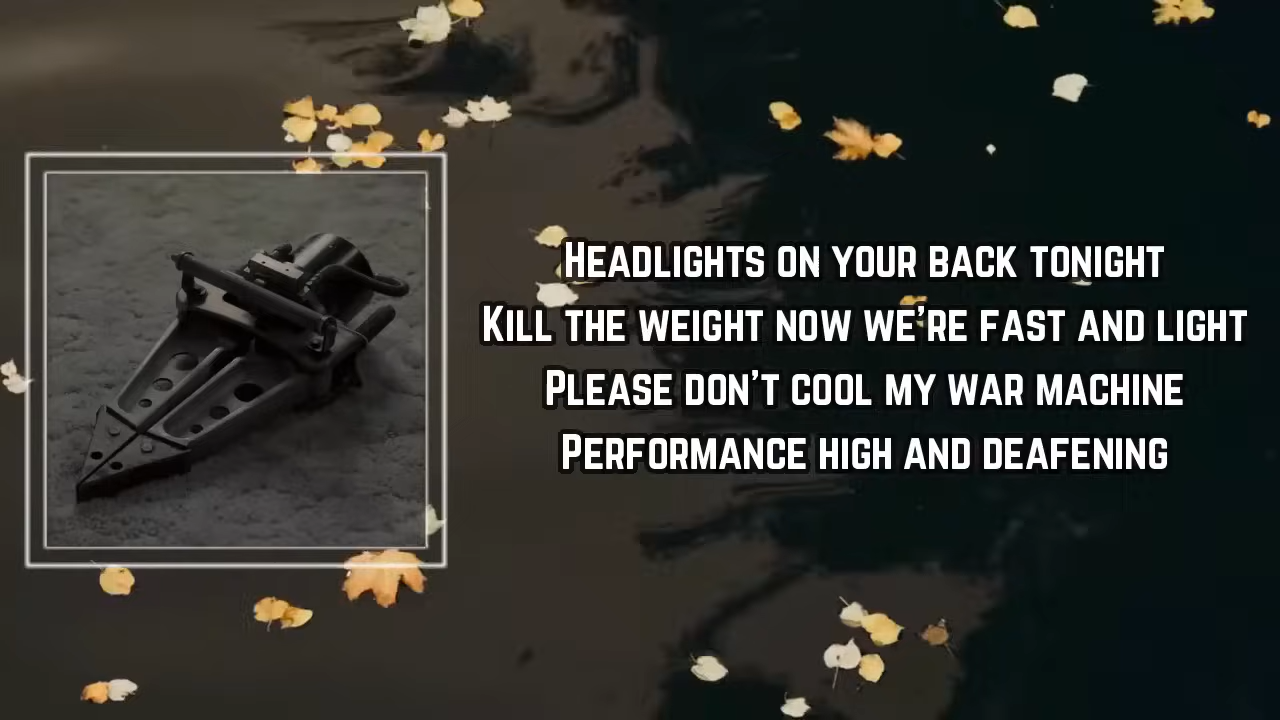 Headlights on your back tonight
Kill the weight now we're fast and light
Please don't cool my war machine
Performance high and deafening